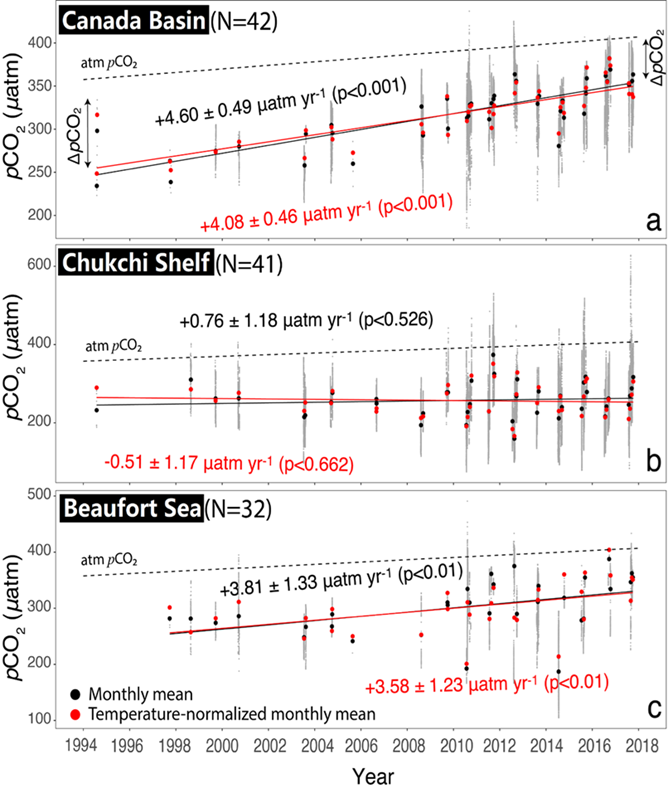 Canada Basin (N=42)
400
350
300
250
200
pCO₂ (µatm)
atm pCO₂
ΔpCO₂
ΔpCO₂
+4.60 ± 0.49 µatm yr⁻¹ (p<0.001)
+4.08 ± 0.46 µatm yr⁻¹ (p<0.001)
a
Chukchi Shelf (N=41)
600
400
200
pCO₂ (µatm)
+0.76 ± 1.18 µatm yr⁻¹ (p<0.526)
atm pCO₂
-0.51 ± 1.17 µatm yr⁻¹ (p<0.662)
b
Beaufort Sea (N=32)
500
400
300
200
100
pCO₂ (µatm)
atm pCO₂
+3.81 ± 1.33 µatm yr⁻¹ (p<0.01)
+3.58 ± 1.23 µatm yr⁻¹ (p<0.01)
Monthly mean
Temperature-normalized monthly mean
c
1994 1996 1998 2000 2002 2004 2006 2008 2010 2012 2014 2016 2018
Year